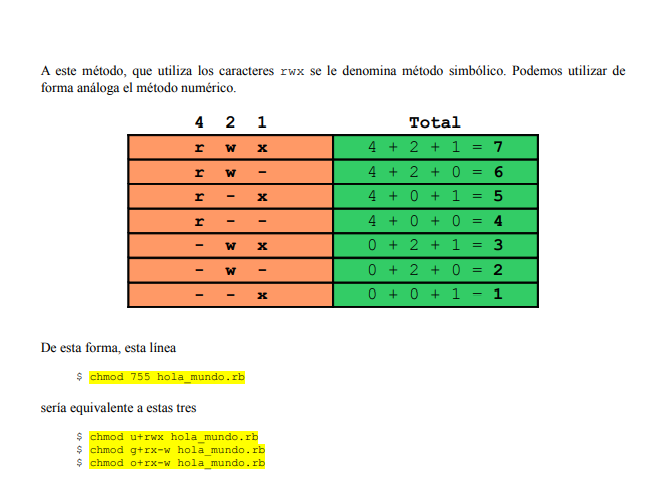 A este método, que utiliza los caracteres rwx se le denomina método simbólico. Podemos utilizar de
forma análoga el método numérico.
4 2 1 Total
r w x 4 + 2 + 1 = 7
r w - 4 + 2 + 0 = 6
r - x 4 + 0 + 1 = 5
r - - 4 + 0 + 0 = 4
- w x 0 + 2 + 1 = 3
- w - 0 + 2 + 0 = 2
- - x 0 + 0 + 1 = 1
De esta forma, esta línea
$ chmod 755 hola_mundo.rb
sería equivalente a estas tres
$ chmod u+rwx hola_mundo.rb
$ chmod g+rx-w hola_mundo.rb
$ chmod o+rx-w hola_mundo.rb